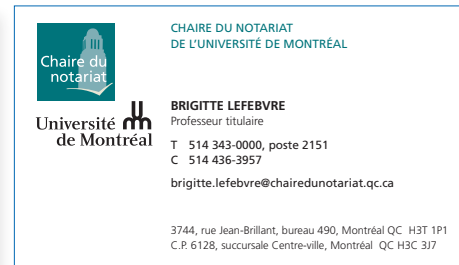 Chaire du
notariat
Université
de Montréal
CHAIRE DU NOTARIAT
DE L'UNIVERSITÉ DE MONTRÉAL
BRIGITTE LEFEBVRE
Professeur titulaire
T 514 343-0000, poste 2151
C 514 436-3957
brigitte.lefebvre@chairedunotariat.qc.ca
3744, rue Jean-Brillant, bureau 490, Montréal QC H3T 1P1
C.P. 6128, succursale Centre-ville, Montréal QC H3C 3J7